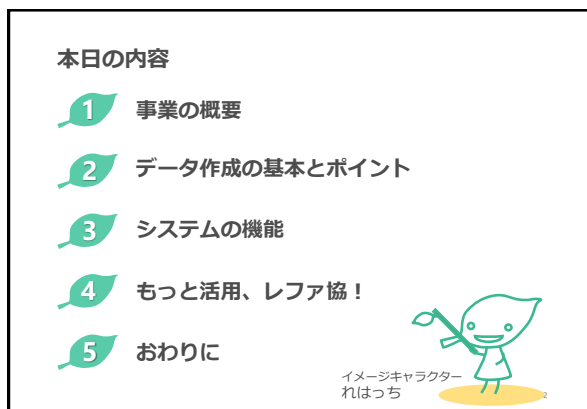 本日の内容
1 事業の概要
2 データ作成の基本とポイント
3 システムの機能
4 もっと活用、レファ協！
5 おわりに
イメージキャラクター
れはっち
2